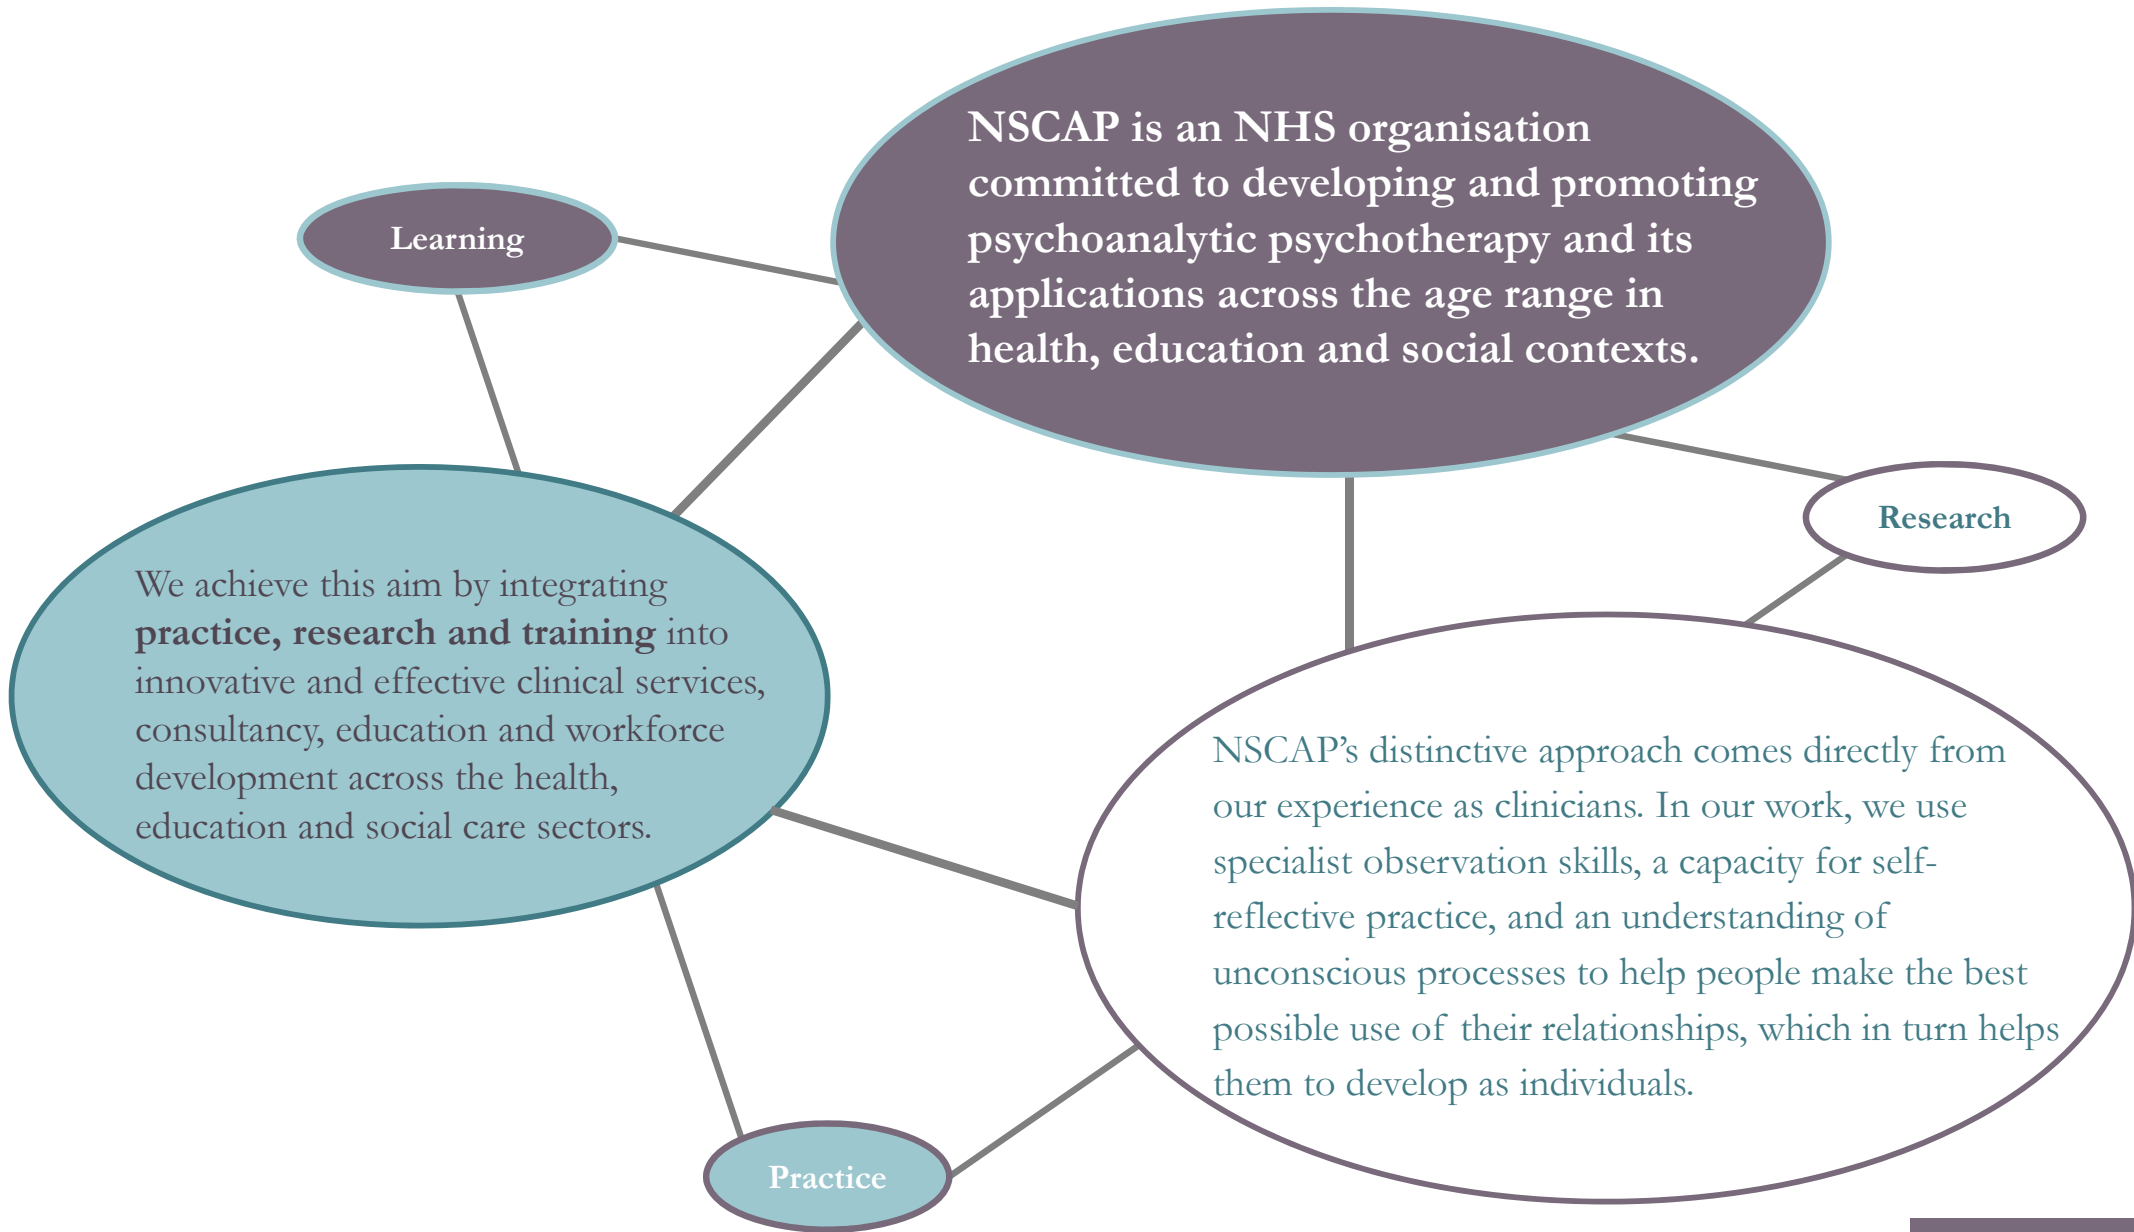 NSCAP is an NHS organisation
committed to developing and promoting
psychoanalytic psychotherapy and its
applications across the age range in
health, education and social contexts.
Learning
Research
We achieve this aim by integrating
practice, research and training into
innovative and effective clinical services,
consultancy, education and workforce
development across the health,
education and social care sectors.
NSCAP’s distinctive approach comes directly from
our experience as clinicians. In our work, we use
specialist observation skills, a capacity for self-
reflective practice, and an understanding of
unconscious processes to help people make the best
possible use of their relationships, which in turn helps
them to develop as individuals.
Practice